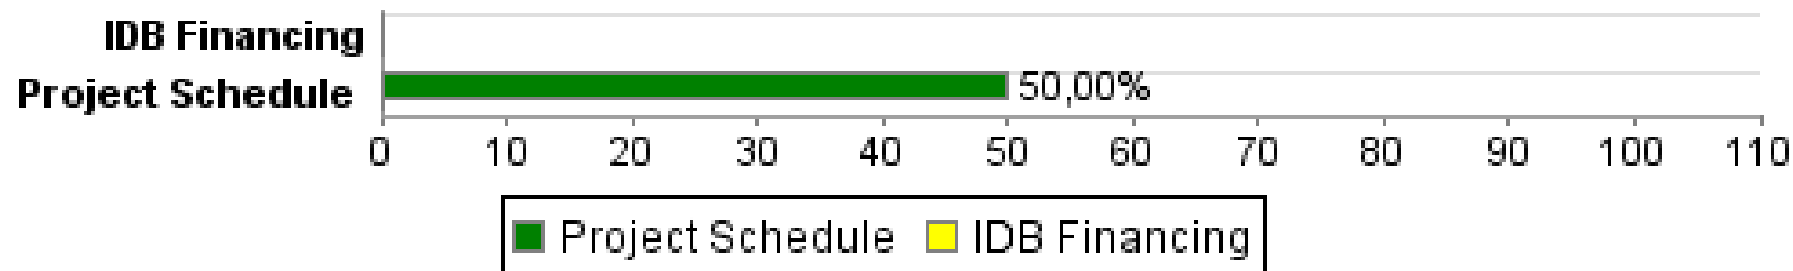 IDB Financing
Project Schedule 50,00%
0 10 20 30 40 50 60 70 80 90 100 110
Project Schedule IDB Financing